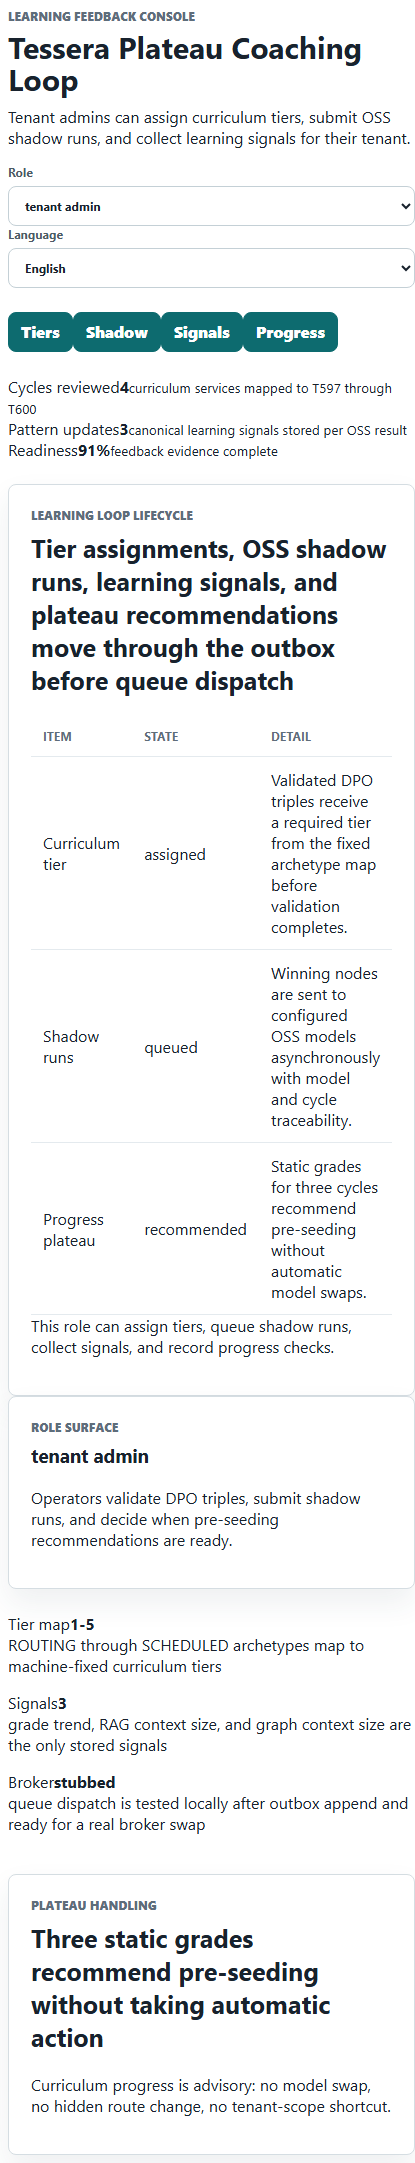 LEARNING FEEDBACK CONSOLE
Tessera Plateau Coaching
Loop
Tenant admins can assign curriculum tiers, submit OSS
shadow runs, and collect learning signals for their tenant.
Role
tenant admin
Language
English
Tiers Shadow Signals Progress
Cycles reviewed4curriculum services mapped to T597 through
T600
Pattern updates3canonical learning signals stored per OSS result
Readiness91%feedback evidence complete
LEARNING LOOP LIFECYCLE
Tier assignments, OSS shadow
runs, learning signals, and
plateau recommendations
move through the outbox
before queue dispatch
ITEM STATE DETAIL
Curriculum
tier
assigned
Validated DPO
triples receive
a required tier
from the fixed
archetype map
before
validation
completes.
Shadow
runs
queued
Winning nodes
are sent to
configured
OSS models
asynchronously
with model
and cycle
traceability.
Progress
plateau
recommended
Static grades
for three cycles
recommend
pre-seeding
without
automatic
model swaps.
This role can assign tiers, queue shadow runs,
collect signals, and record progress checks.
ROLE SURFACE
tenant admin
Operators validate DPO triples, submit shadow
runs, and decide when pre-seeding
recommendations are ready.
Tier map1-5
ROUTING through SCHEDULED archetypes map to
machine-fixed curriculum tiers
Signals3
grade trend, RAG context size, and graph context size are
the only stored signals
Brokerstubbed
queue dispatch is tested locally after outbox append and
ready for a real broker swap
PLATEAU HANDLING
Three static grades
recommend pre-seeding
without taking automatic
action
Curriculum progress is advisory: no model swap,
no hidden route change, no tenant-scope shortcut.